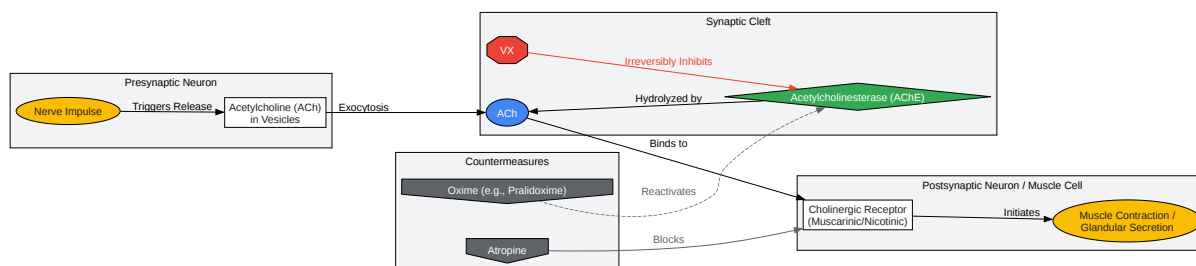 Synaptic Cleft
VX
Irreversibly Inhibits
Presynaptic Neuron
Nerve Impulse
Triggers Release
Acetylcholine (ACh)
in Vesicles
Exocytosis
ACh
Hydrolyzed by
Acetylcholinesterase (AChE)
Binds to
Countermeasures
Oxime (e.g., Pralidoxime)
Reactivates
Atropine
Blocks
Postsynaptic Neuron / Muscle Cell
Cholinergic Receptor
(Muscarinic/Nicotinic)
Initiates
Muscle Contraction /
Glandular Secretion